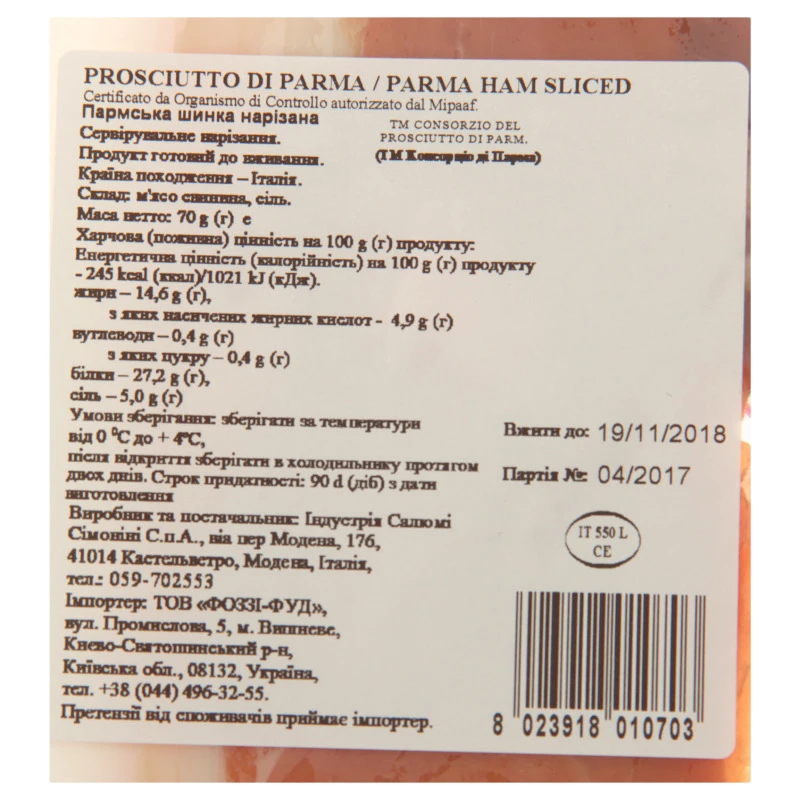 PROSCIUTTO DI PARMA / PARMA HAM SLICED
Certificato da Organismo di Controllo autorizzato dal Mipaaf.
Пармська шинка нарізана
TM CONSORZIO DEL
PROSCIUTTO DI PARM.
(ТМ Консорціо ді Парма)
Сервірувальне нарізання.
Продукт готовий до вживання.
Країна походження – Італія.
Склад: м'ясо свинина, сіль.
Маса нетто: 70 g (г) е
Харчова (поживна) цінність на 100 g (г) продукту:
Енергетична цінність (калорійність) на 100 g (г) продукту
- 245 kcal (ккал)/1021 kJ (кДж).
жири – 14,6 g (г),
з яких насичених жирних кислот - 4,9 g (г)
вуглеводи – 0,4 g (г)
з яких цукру – 0,4 g (г)
білки – 27,2 g (г),
сіль – 5,0 g (г)
Умови зберігання: зберігати за температури
від 0 °С до + 4°С,
після відкриття зберігати в холодильнику протягом
двох днів. Строк придатності: 90 d (діб) з дати
виготовлення
Вжити до: 19/11/2018
Партія №: 04/2017
Виробник та постачальник: Індустрія Салюмі
Сімоніні С.п.А., віа пер Модена, 176,
41014 Кастельветро, Модена, Італія,
тел.: 059-702553
IT 550 L
CE
Імпортер: ТОВ «ФОЗЗІ-ФУД»,
вул. Промислова, 5, м. Вишневе,
Києво-Святошинський р-н,
Київська обл., 08132, Україна,
тел. +38 (044) 496-32-55.
Претензії від споживачів приймає імпортер.
8 023918 010703